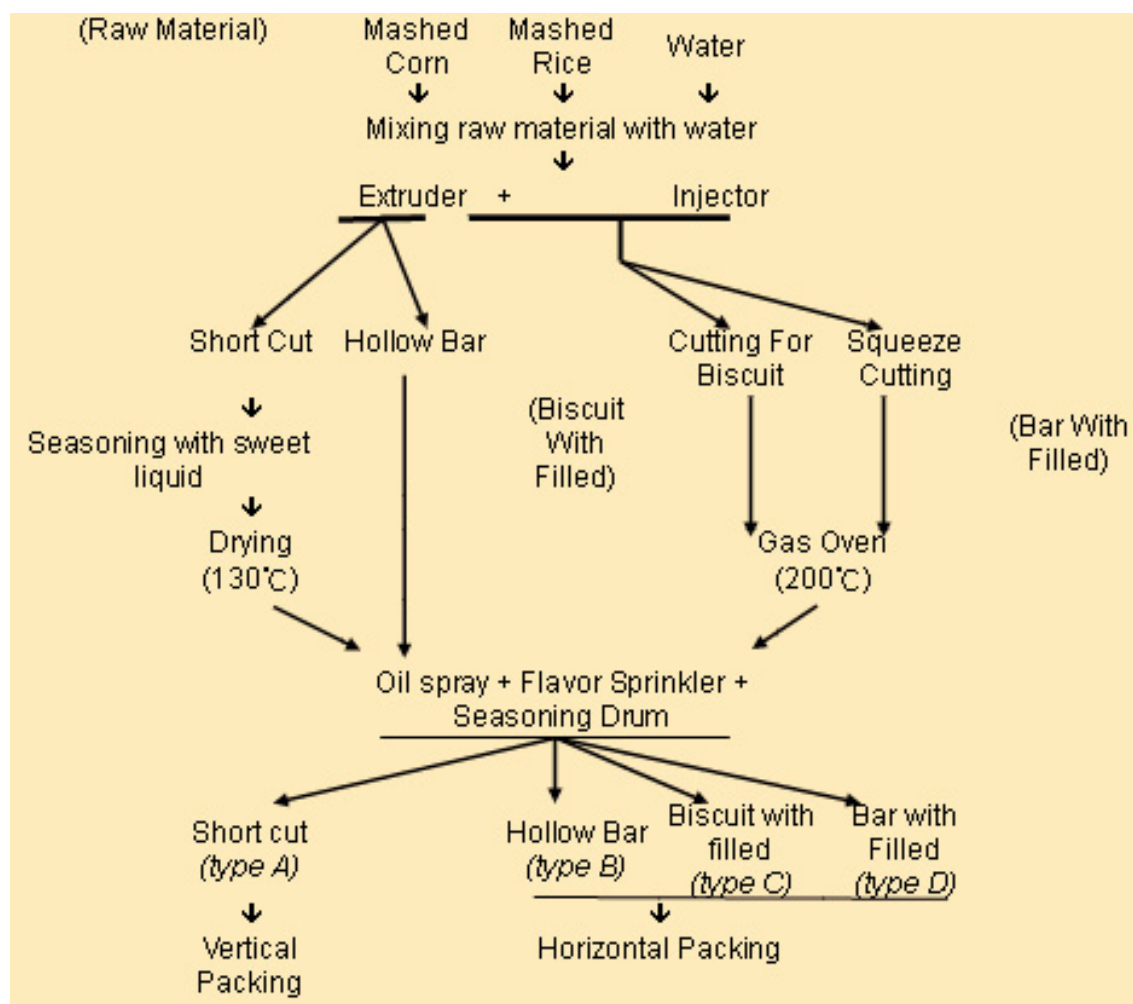 (Raw Material)
Mashed
Corn
Mashed
Rice
Water
Mixing raw material with water
Extruder + Injector
Short Cut
Hollow Bar
Cutting For
Biscuit
Squeeze
Cutting
(Biscuit
With
Filled)
(Bar With
Filled)
Seasoning with sweet
liquid
Drying
(130℃)
Gas Oven
(200℃)
Oil spray + Flavor Sprinkler +
Seasoning Drum
Short cut
(type A)
Hollow Bar
(type B)
Biscuit with
filled
(type C)
Bar with
Filled
(type D)
Vertical
Packing
Horizontal Packing